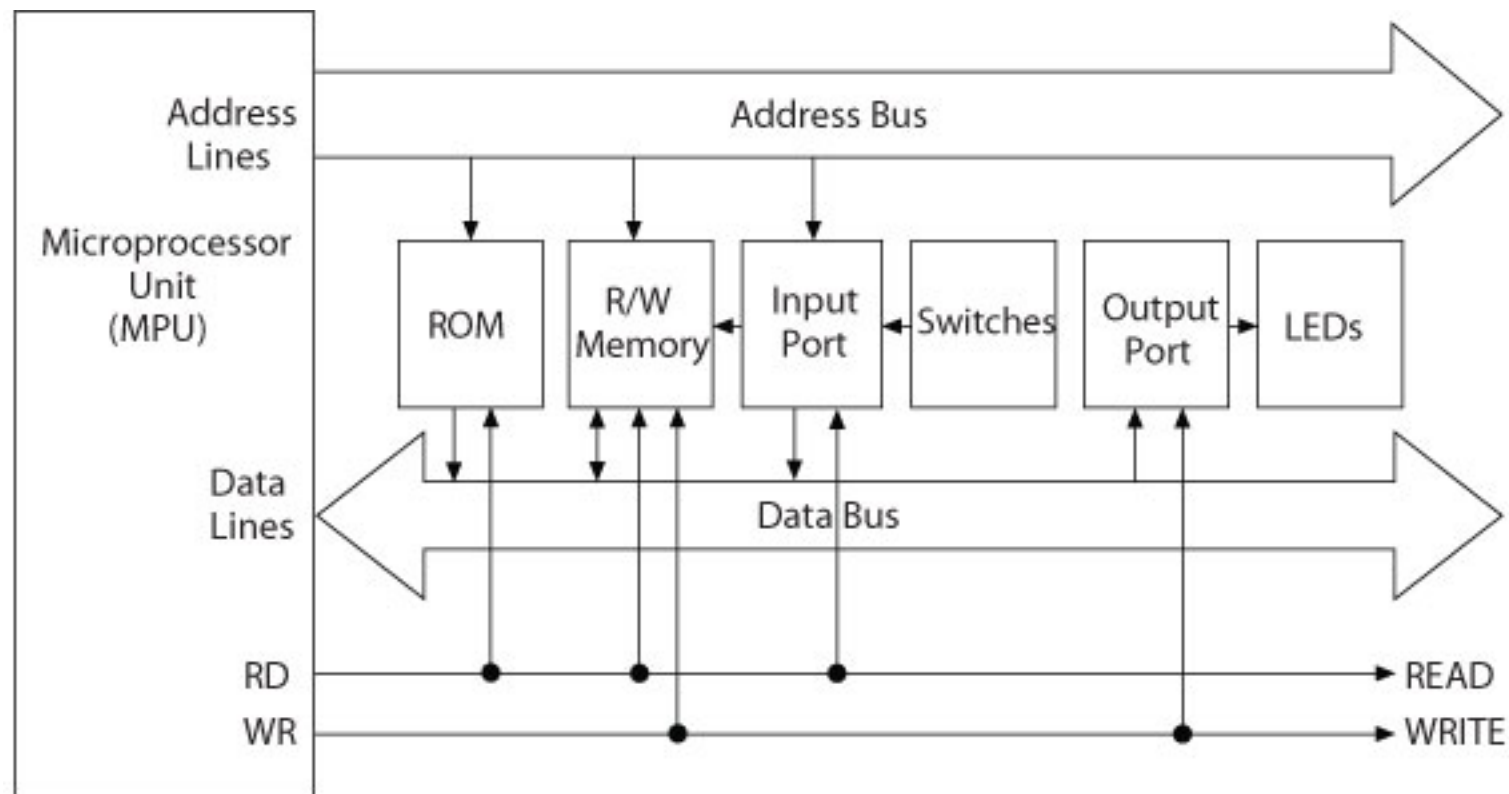 Address Bus
Address
Lines
Microprocessor
Unit
(MPU)
ROM
R/W
Memory
Input
Port
Switches
Output
Port
LEDs
Data
Lines
Data Bus
RD
READ
WR
WRITE